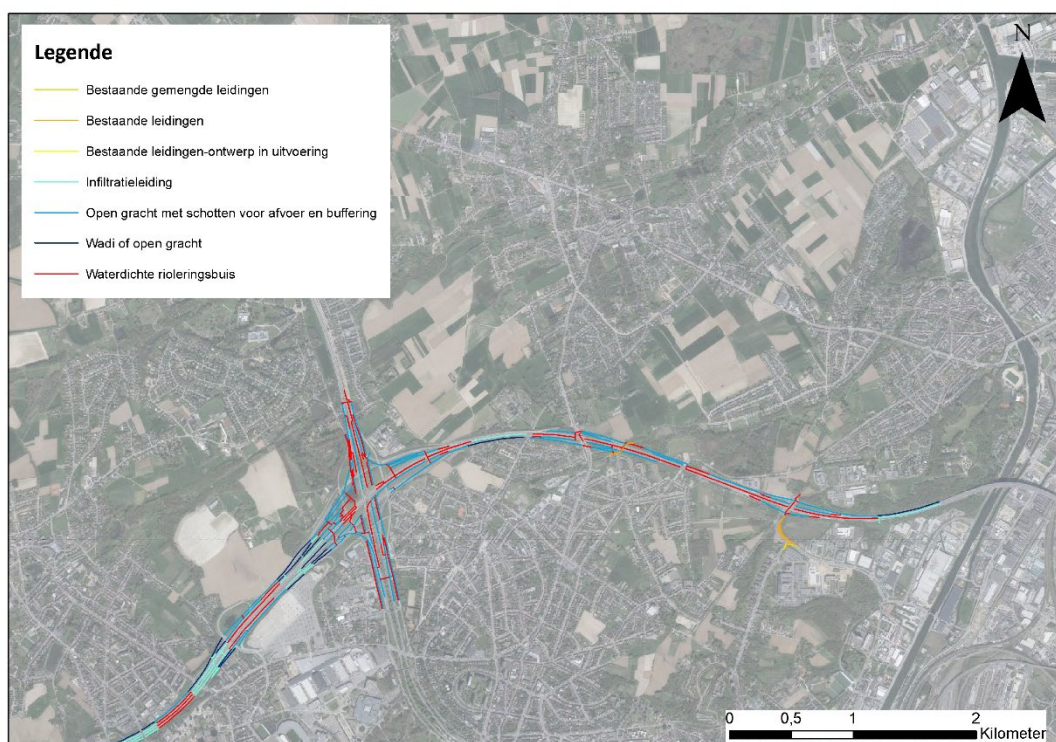 Legende
Bestaande gemengde leidingen
Bestaande leidingen
Bestaande leidingen-ontwerp in uitvoering
Infiltratieleiding
Open gracht met schotten voor afvoer en buffering
Wadi of open gracht
Waterdichte rioleringsbuis
N
0 0,5 1 2
Kilometer